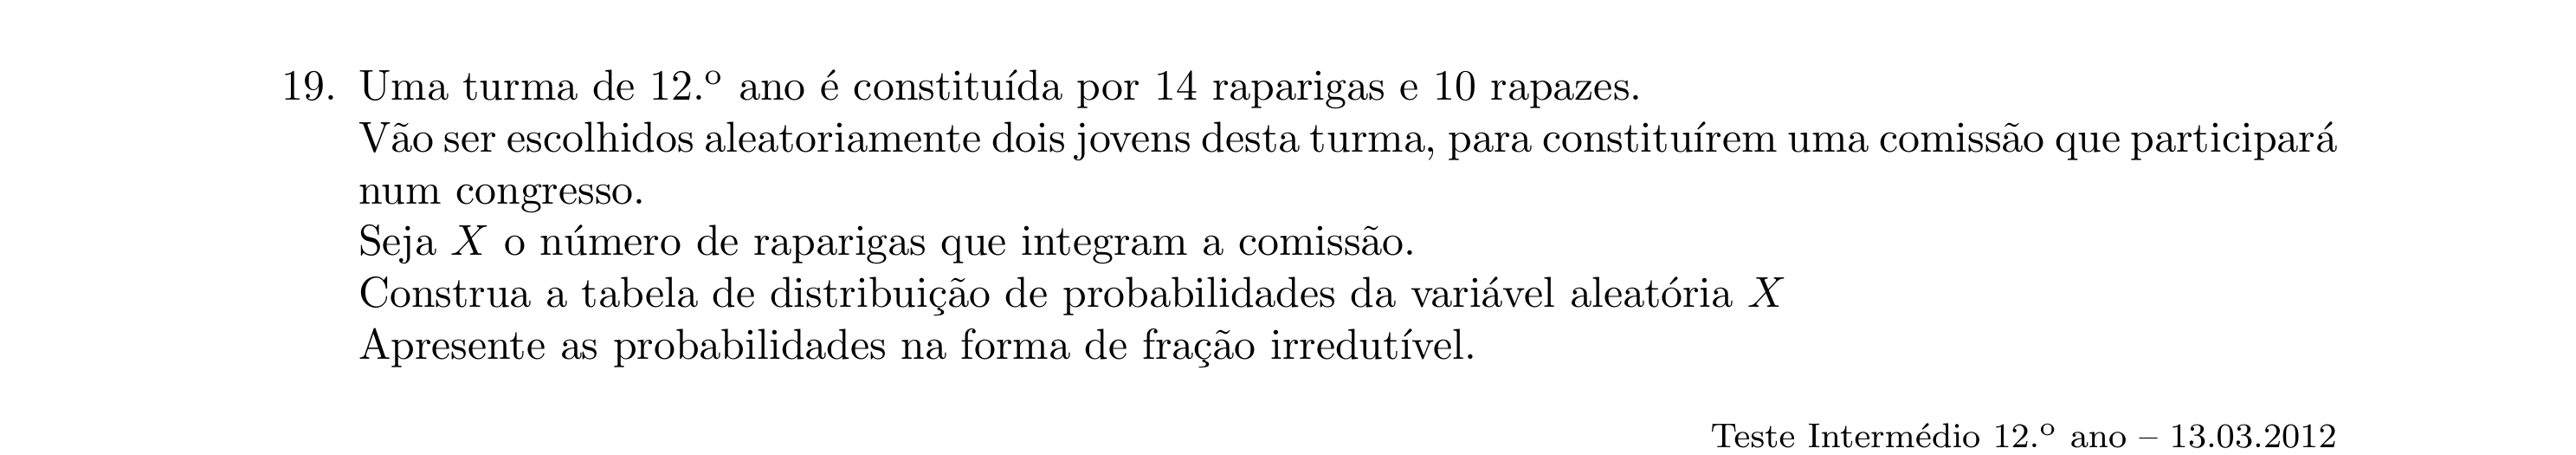 19. Uma turma de 12.º ano é constituída por 14 raparigas e 10 rapazes.
Vão ser escolhidos aleatoriamente dois jovens desta turma, para constituírem uma comissão que participará
num congresso.
Seja X o número de raparigas que integram a comissão.
Construa a tabela de distribuição de probabilidades da variável aleatória X
Apresente as probabilidades na forma de fração irredutível.
Teste Intermédio 12.º ano – 13.03.2012